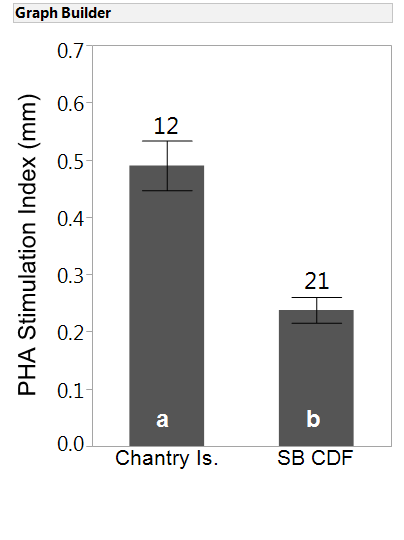 Graph Builder
PHA Stimulation Index (mm)
0.7
0.6
0.5
0.4
0.3
0.2
0.1
0.0
12
21
a
b
Chantry Is.
SB CDF